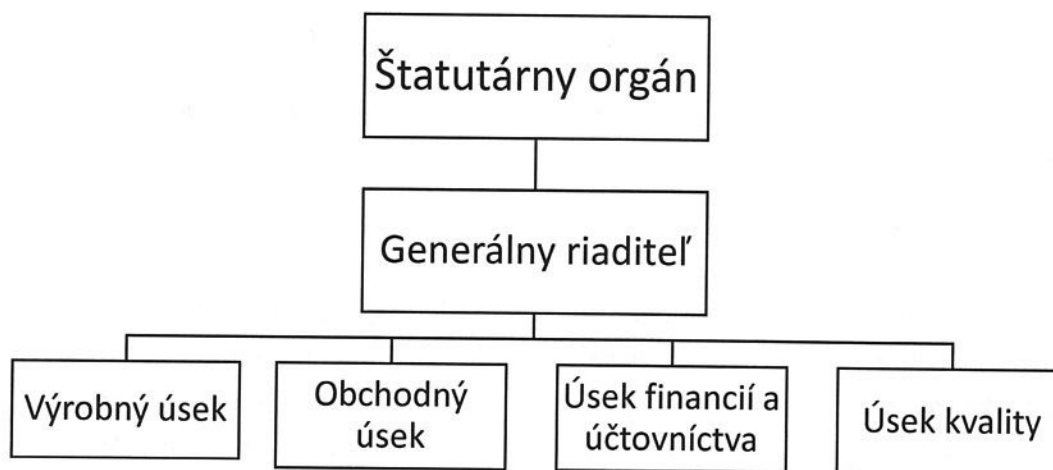 Štatutárny orgán
Generálny riaditeľ
Výrobný úsek
Obchodný
úsek
Úsek financií a
účtovníctva
Úsek kvality